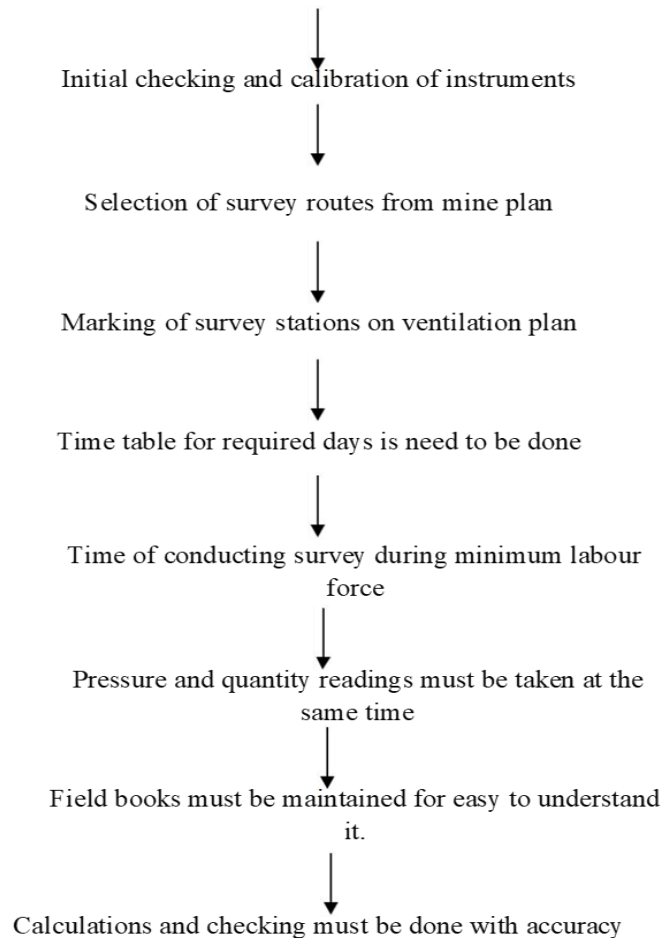 Initial checking and calibration of instruments
Selection of survey routes from mine plan
Marking of survey stations on ventilation plan
Time table for required days is need to be done
Time of conducting survey during minimum labour
force
Pressure and quantity readings must be taken at the
same time
Field books must be maintained for easy to understand
it.
Calculations and checking must be done with accuracy